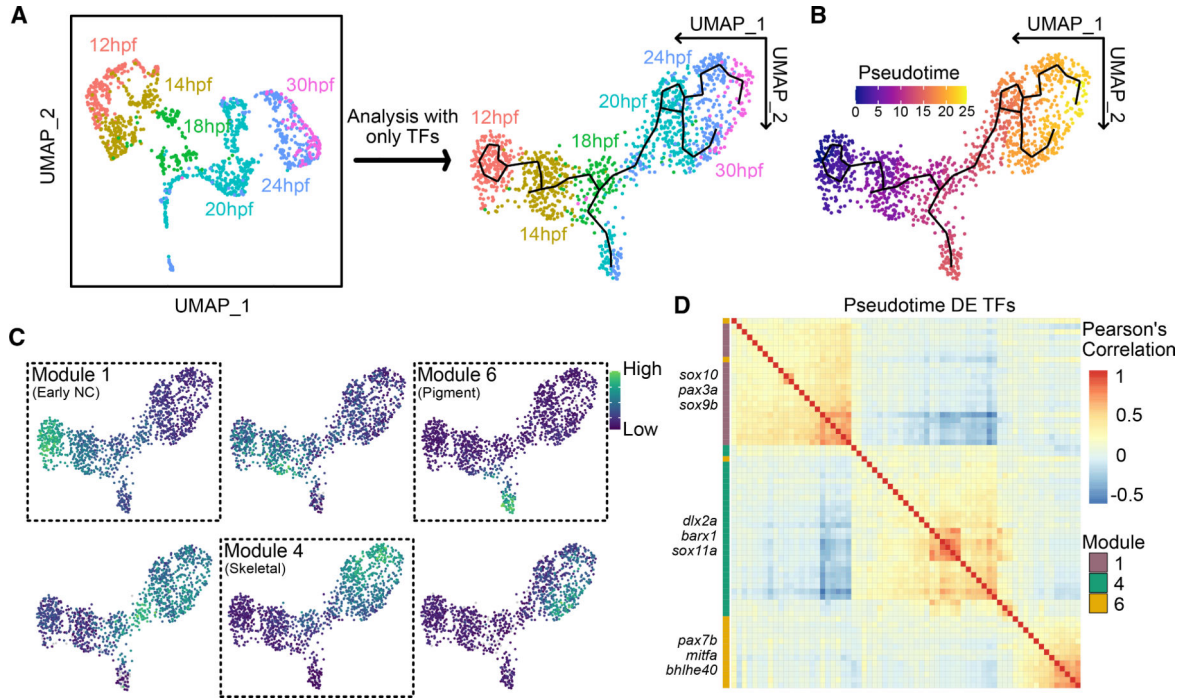 A
12hpf
14hpf
30hpf
18hpf
24hpf
20hpf
UMAP_2
UMAP_1
Analysis with
only TFs
UMAP_1
UMAP_2
24hpf
20hpf
12hpf
18hpf
30hpf
14hpf
B
UMAP_1
UMAP_2
Pseudotime
0 5 10 15 20 25
C
Module 1
(Early NC)
Module 6
(Pigment)
High
Low
Module 4
(Skeletal)
D
Pseudotime DE TFs
sox10
pax3a
sox9b
dlx2a
barx1
sox11a
pax7b
mitfa
bhlhe40
Pearson's
Correlation
1
0.5
0
-0.5
Module
1
4
6